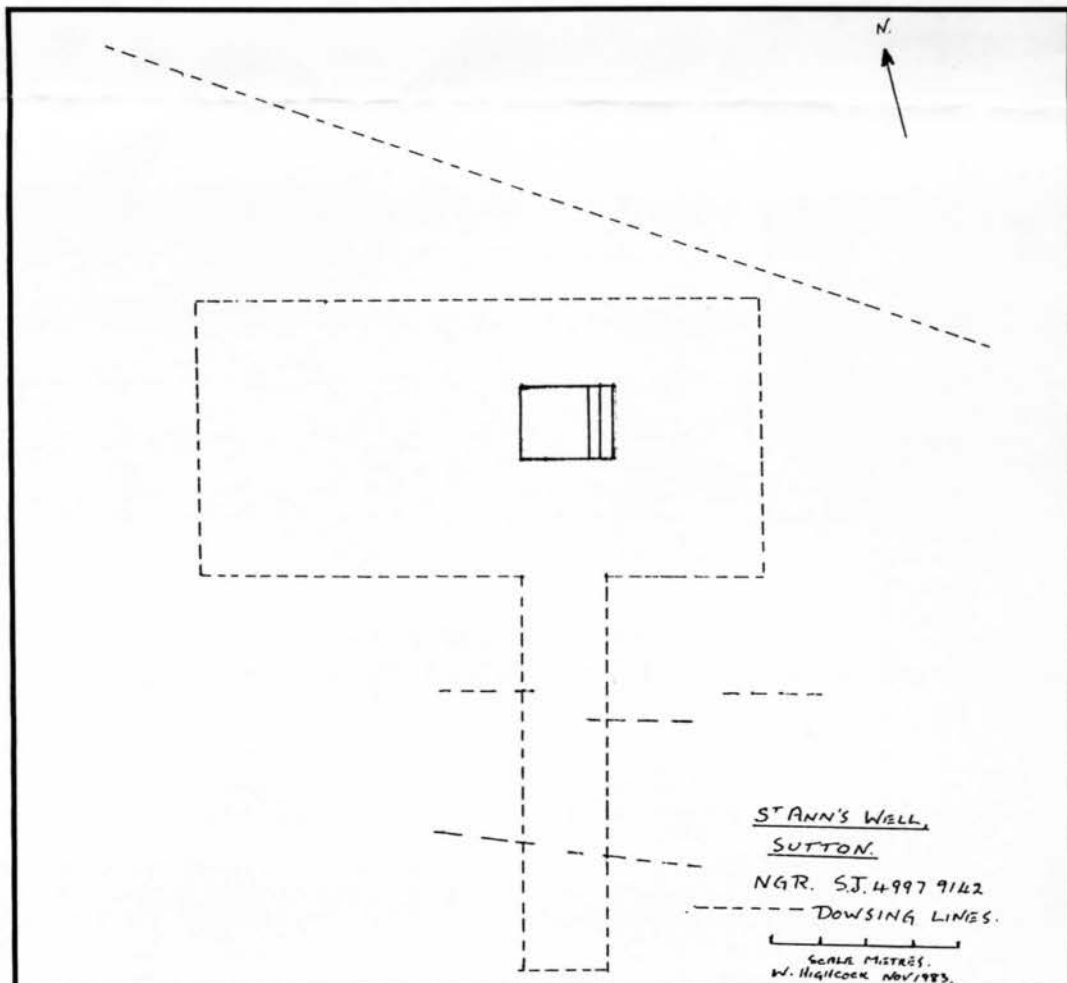 N.
Sᵀ ANN'S WELL,
SUTTON.
NGR. S.J. 4997 9142
DOWSING LINES.
SCALE METRES.
W. HIGHCOCK NOV 1983.